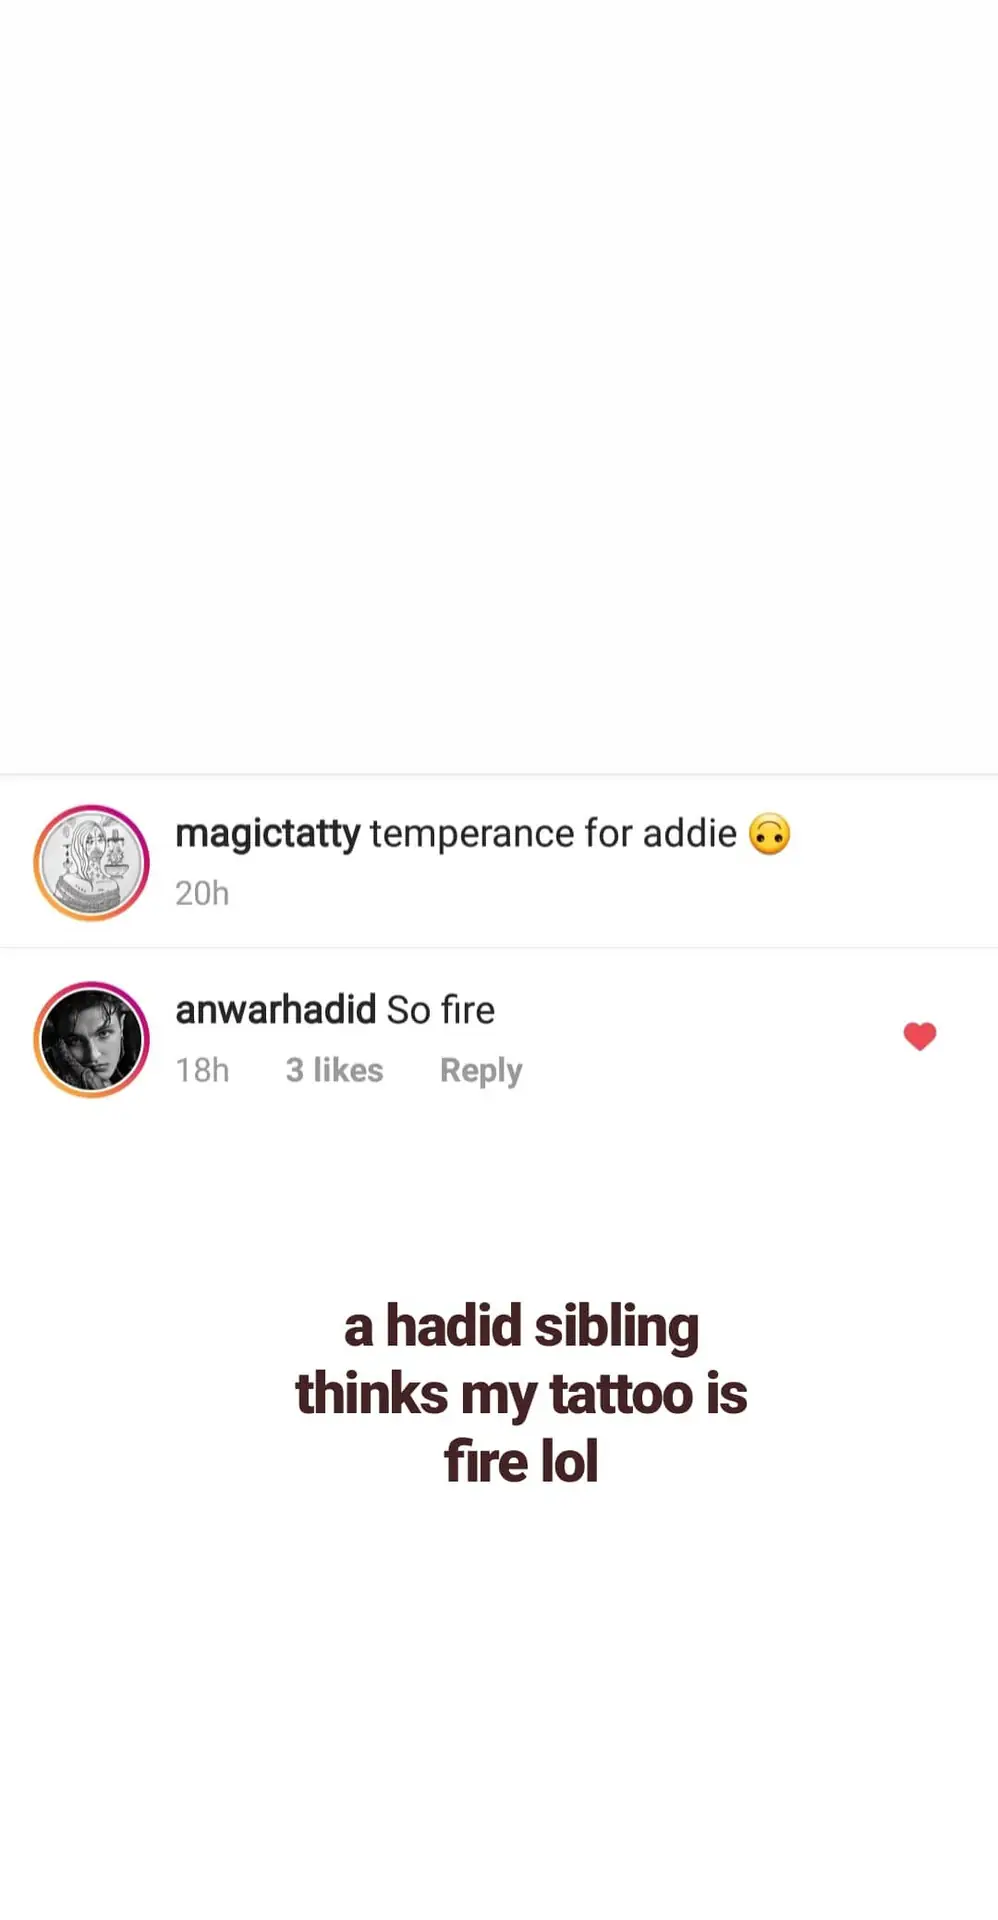 magictatty temperance for addie 🙃
20h
anwarhadid So fire
18h 3 likes Reply
a hadid sibling
thinks my tattoo is
fire lol